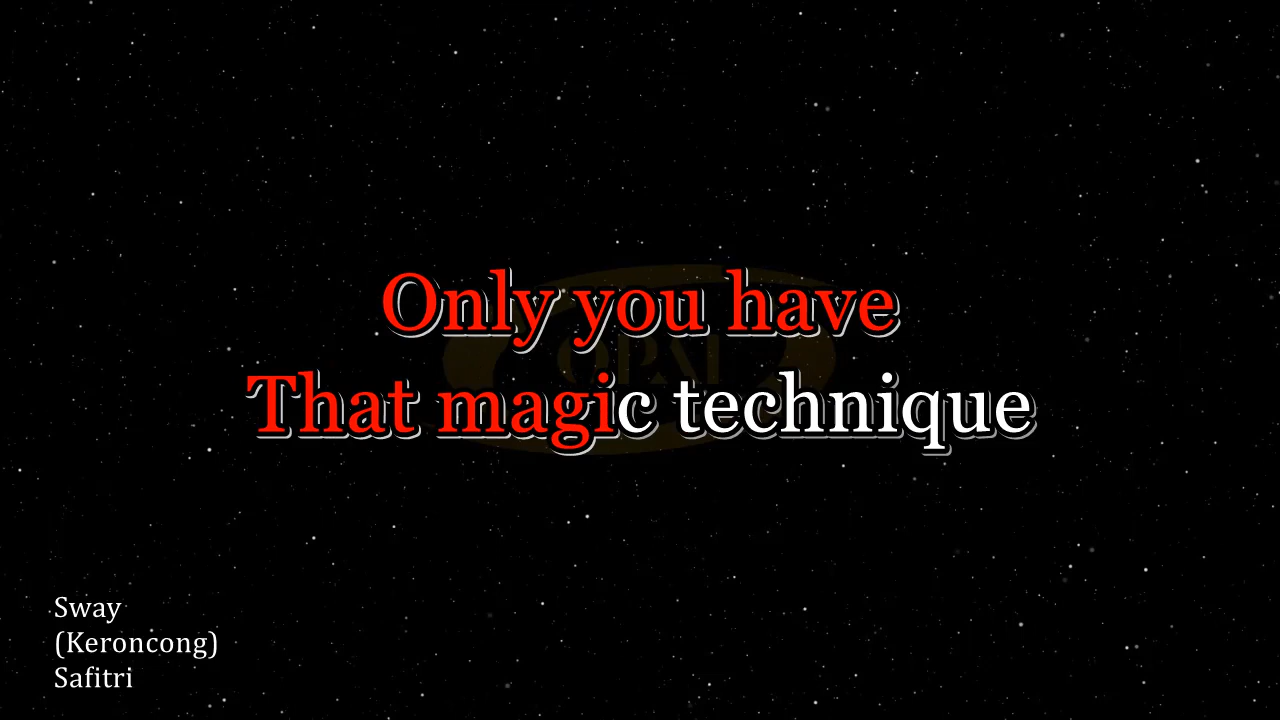 Only you have
That magic technique
Sway
(Keroncong)
Safitri